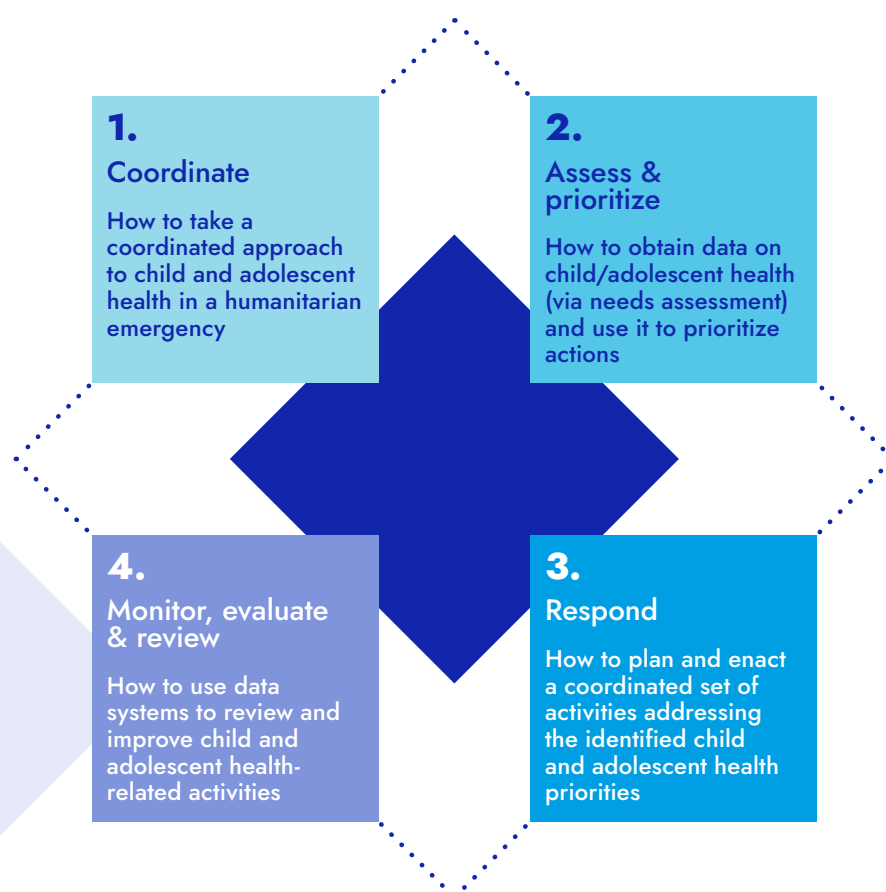 1.
Coordinate
How to take a
coordinated approach
to child and adolescent
health in a humanitarian
emergency
2.
Assess &
prioritize
How to obtain data on
child/adolescent health
(via needs assessment)
and use it to prioritize
actions
3.
Respond
How to plan and enact
a coordinated set of
activities addressing
the identified child
and adolescent health
priorities
4.
Monitor, evaluate
& review
How to use data
systems to review and
improve child and
adolescent health-
related activities